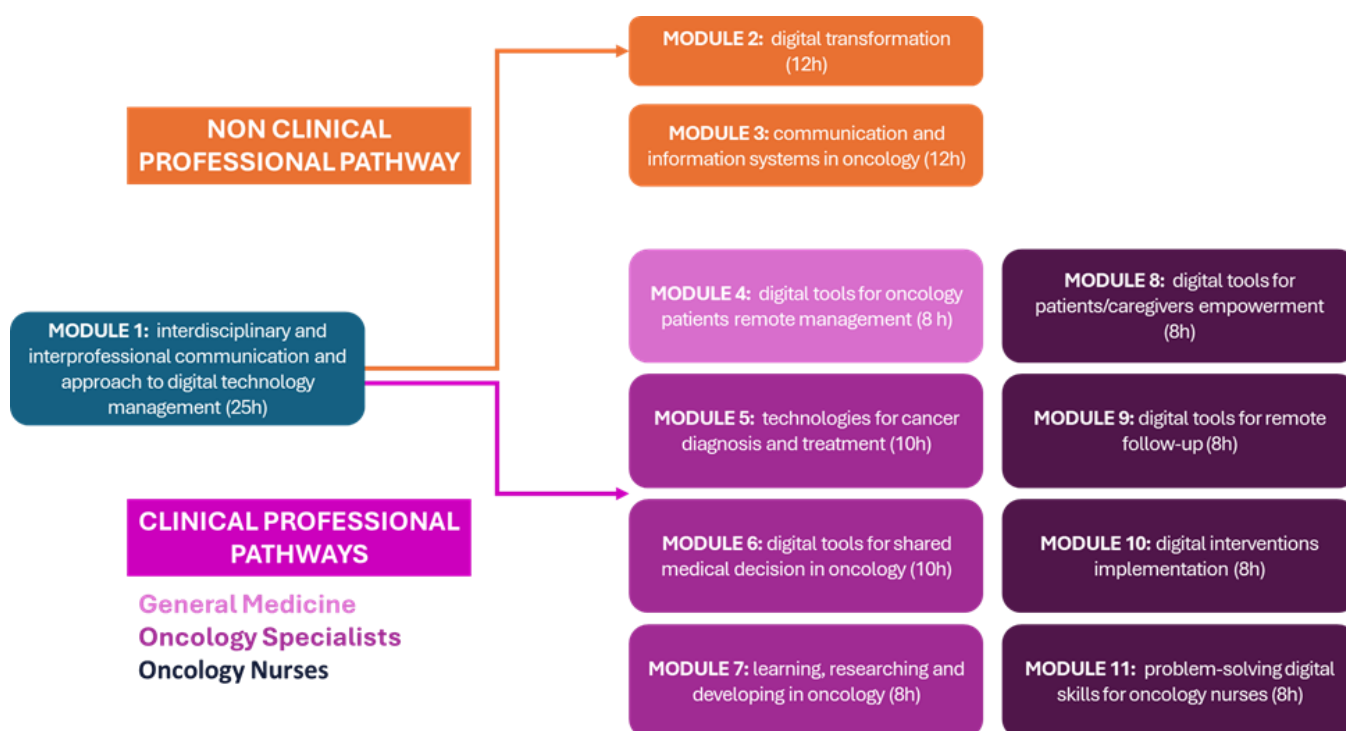 MODULE 2: digital transformation
(12h)
NON CLINICAL
PROFESSIONAL PATHWAY
MODULE 3: communication and
information systems in oncology (12h)
MODULE 1: interdisciplinary and
interprofessional communication and
approach to digital technology
management (25h)
MODULE 4: digital tools for oncology
patients remote management (8 h)
MODULE 8: digital tools for
patients/caregivers empowerment
(8h)
MODULE 5: technologies for cancer
diagnosis and treatment (10h)
MODULE 9: digital tools for remote
follow-up (8h)
CLINICAL PROFESSIONAL
PATHWAYS
General Medicine
Oncology Specialists
Oncology Nurses
MODULE 6: digital tools for shared
medical decision in oncology (10h)
MODULE 10: digital interventions
implementation (8h)
MODULE 7: learning, researching and
developing in oncology (8h)
MODULE 11: problem-solving digital
skills for oncology nurses (8h)